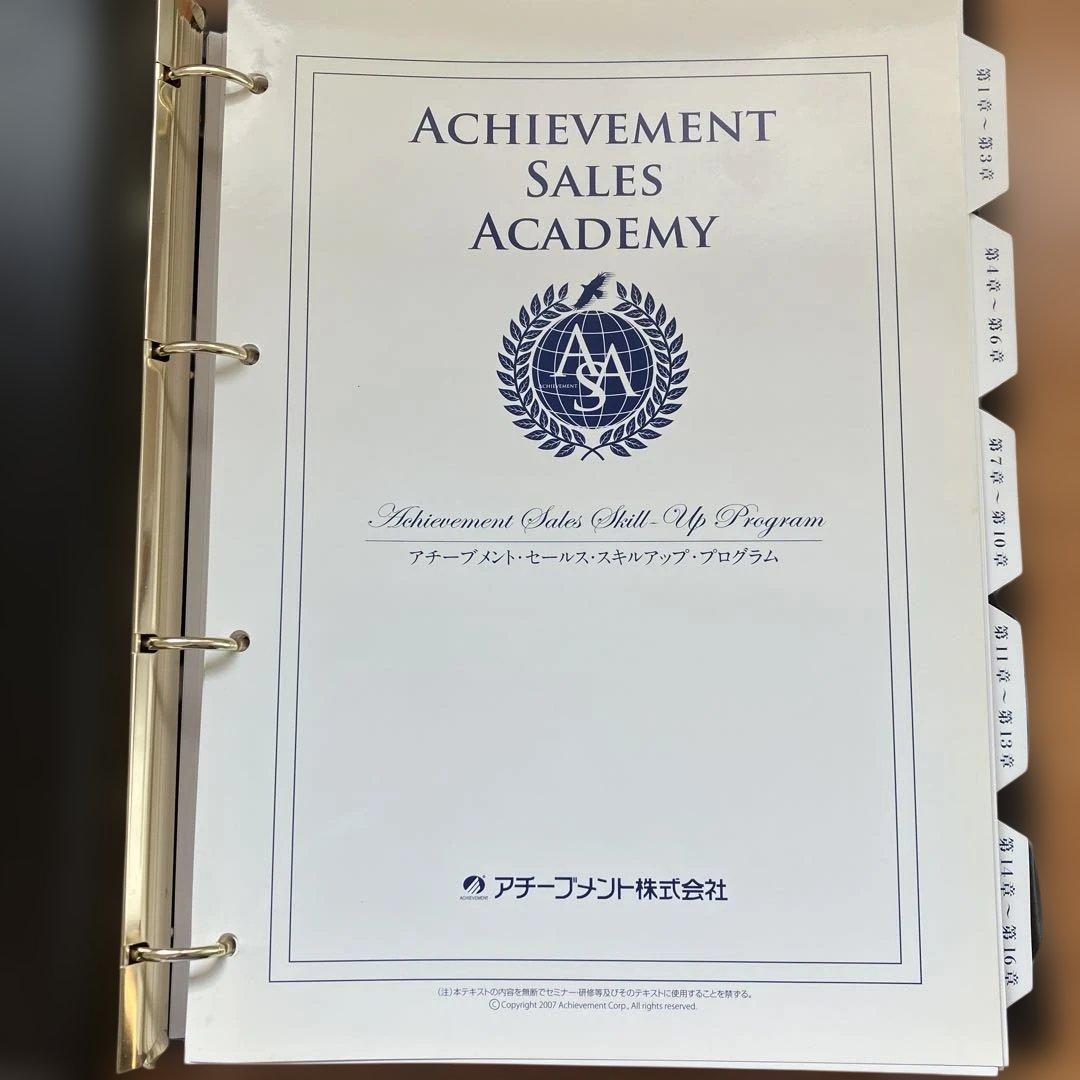 ACHIEVEMENT
SALES
ACADEMY
ASA
ACHIEVEMENT
Achievement Sales Skill-Up Program
アチーブメント・セールス・スキルアップ・プログラム
ACHIEVEMENT
アチーブメント株式会社
(注)本テキストの内容を無断でセミナー・研修等及びそのテキストに使用することを禁ずる。
© Copyright 2007 Achievement Corp., All rights reserved.
第1章〜第3章
第4章〜第6章
第7章〜第10章
第11章〜第13章
第14章〜第16章